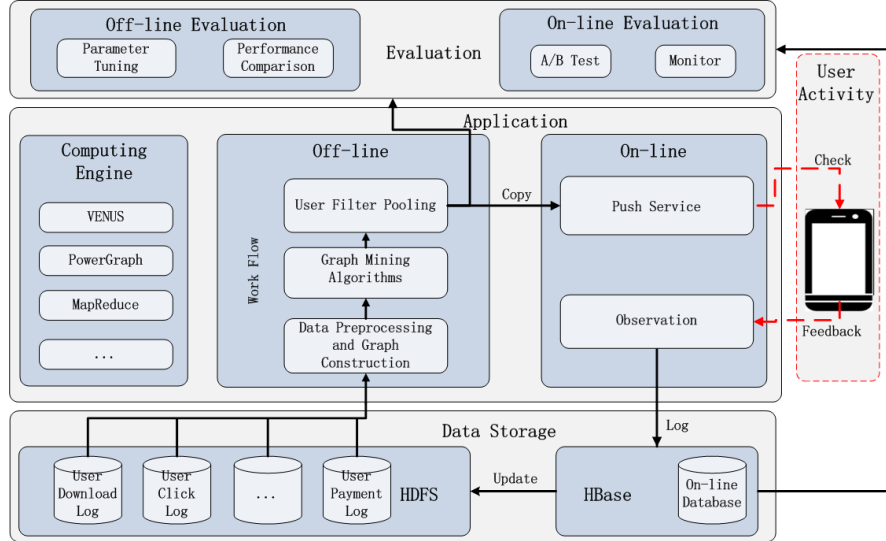 Off-line Evaluation
Parameter
Tuning
Performance
Comparison
Evaluation
On-line Evaluation
A/B Test
Monitor
User
Activity
Check
Feedback
Application
Computing
Engine
VENUS
PowerGraph
MapReduce
...
Off-line
Work Flow
User Filter Pooling
Graph Mining
Algorithms
Data Preprocessing
and Graph
Construction
Copy
On-line
Push Service
Observation
Log
Data Storage
User
Download
Log
User
Click
Log
...
User
Payment
Log
HDFS
Update
HBase
On-line
Database